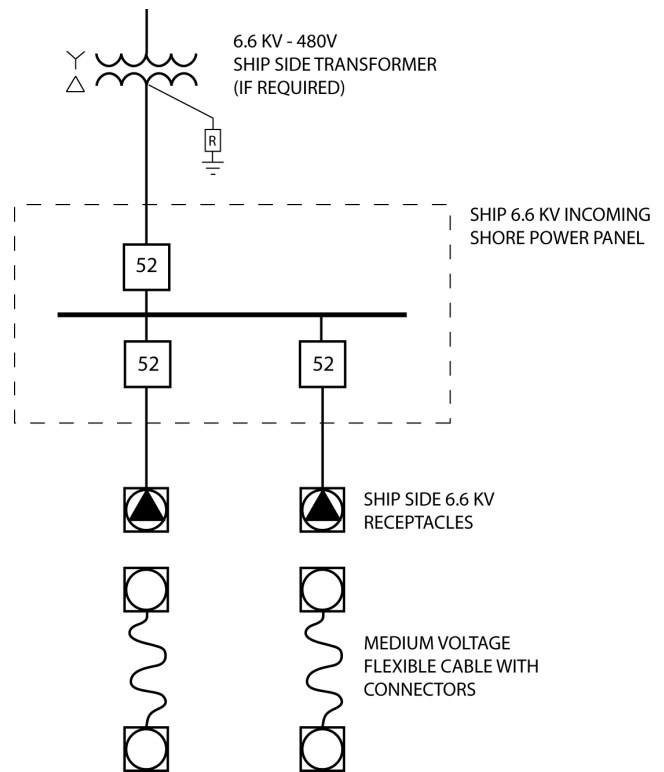 6.6 KV - 480V
SHIP SIDE TRANSFORMER
(IF REQUIRED)
R
SHIP 6.6 KV INCOMING
SHORE POWER PANEL
52
52
52
SHIP SIDE 6.6 KV
RECEPTACLES
MEDIUM VOLTAGE
FLEXIBLE CABLE WITH
CONNECTORS